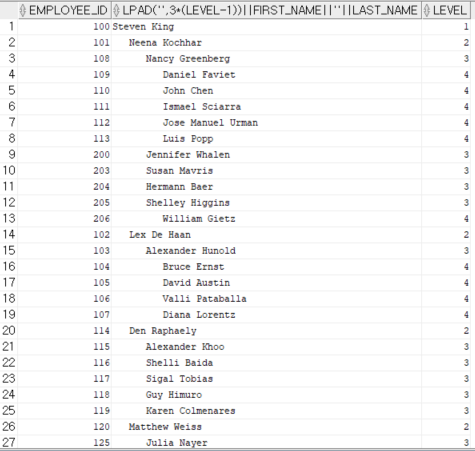 EMPLOYEE_ID LPAD('',3*(LEVEL-1))||FIRST_NAME||''||LAST_NAME LEVEL
1 100 Steven King 1
2 101 Neena Kochhar 2
3 108 Nancy Greenberg 3
4 109 Daniel Faviet 4
5 110 John Chen 4
6 111 Ismael Sciarra 4
7 112 Jose Manuel Urman 4
8 113 Luis Popp 4
9 200 Jennifer Whalen 3
10 203 Susan Mavris 3
11 204 Hermann Baer 3
12 205 Shelley Higgins 3
13 206 William Gietz 4
14 102 Lex De Haan 2
15 103 Alexander Hunold 3
16 104 Bruce Ernst 4
17 105 David Austin 4
18 106 Valli Pataballa 4
19 107 Diana Lorentz 4
20 114 Den Raphaely 2
21 115 Alexander Khoo 3
22 116 Shelli Baida 3
23 117 Sigal Tobias 3
24 118 Guy Himuro 3
25 119 Karen Colmenares 3
26 120 Matthew Weiss 2
27 125 Julia Nayer 3